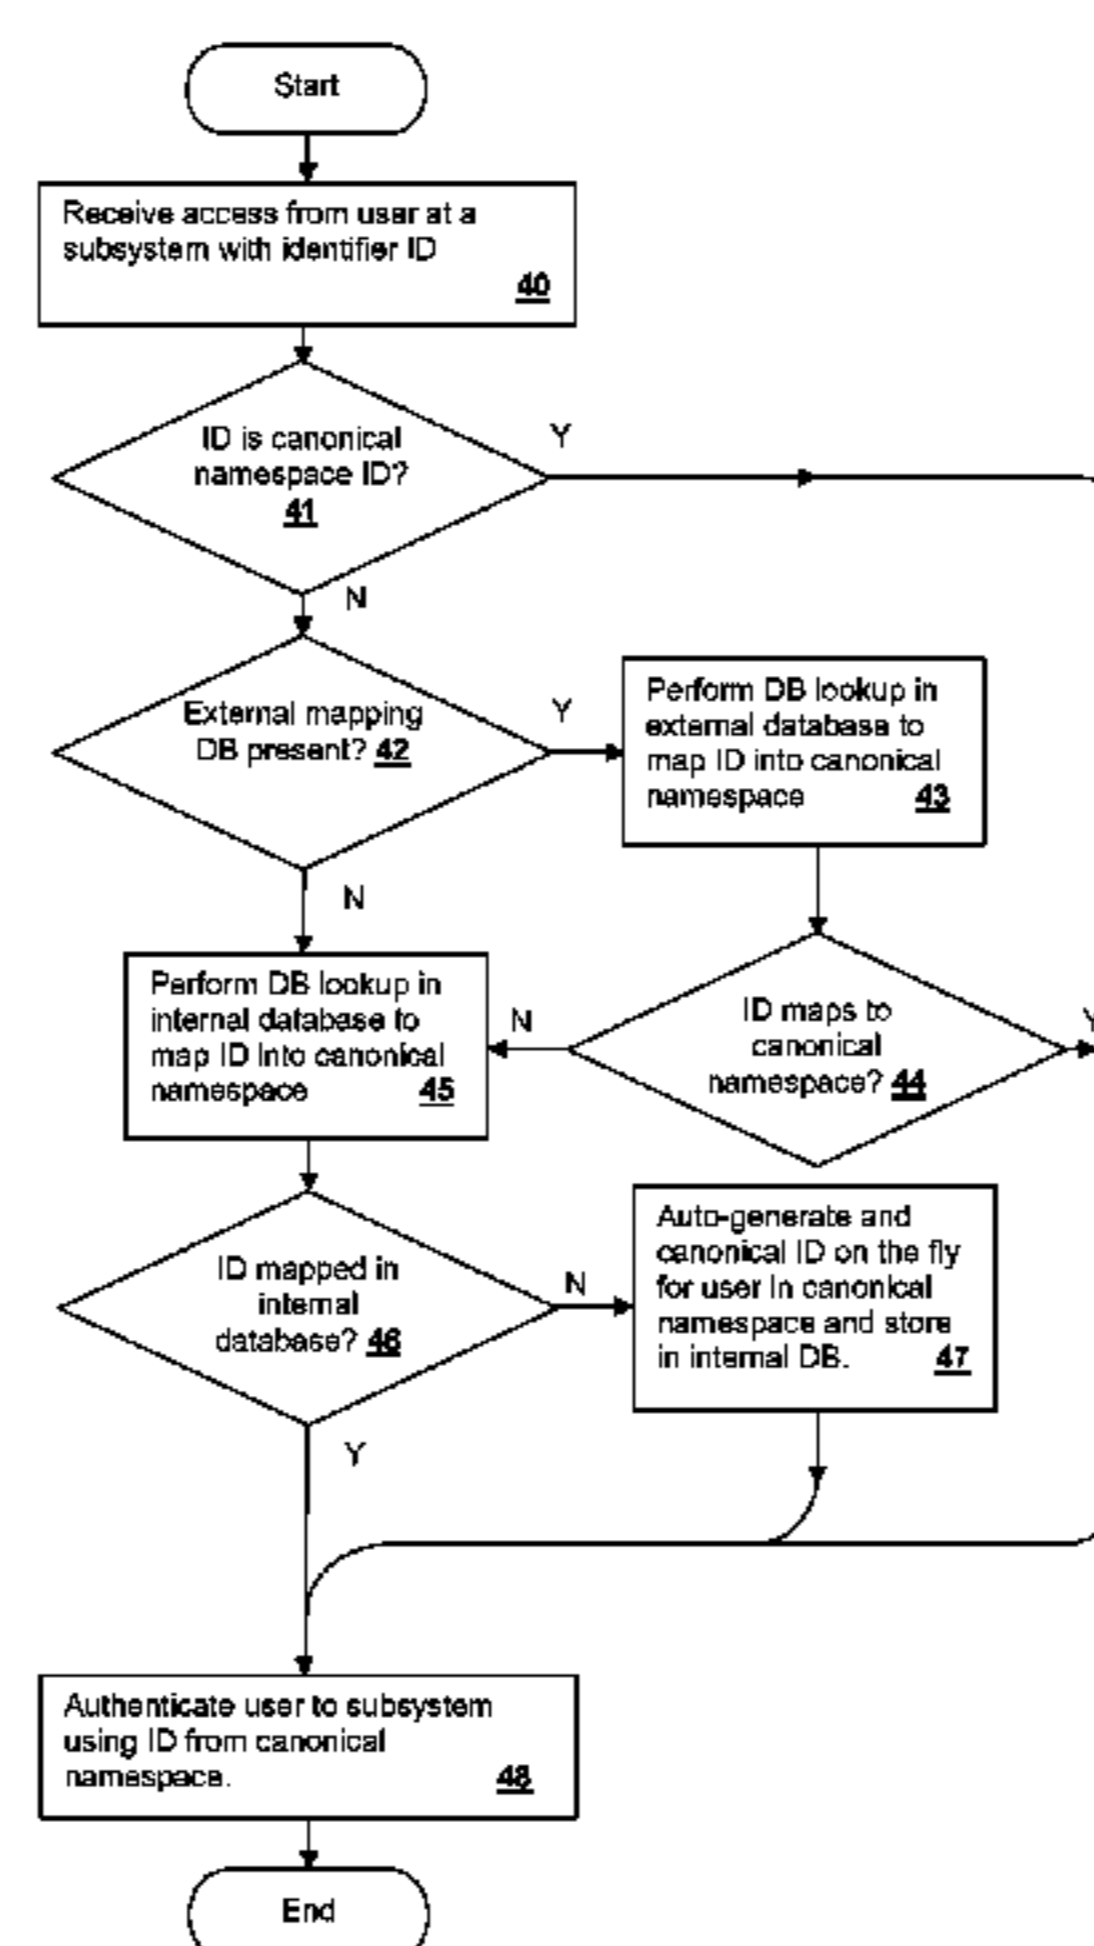 Start
Receive access from user at a
subsystem with identifier ID
40
ID is canonical
namespace ID?
41
Y
N
External mapping
DB present? 42
Y
N
Perform DB lookup in
external database to
map ID into canonical
namespace 43
ID maps to
canonical
namespace? 44
N
Y
Perform DB lookup in
internal database to
map ID into canonical
namespace 45
ID mapped in
internal
database? 46
N
Y
Auto-generate and
canonical ID on the fly
for user in canonical
namespace and store
in internal DB. 47
Authenticate user to subsystem
using ID from canonical
namespace. 48
End